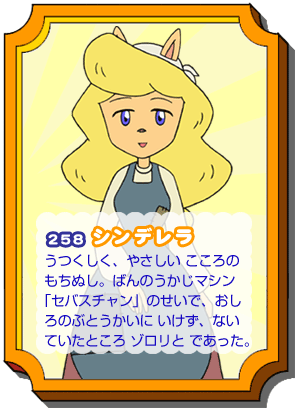 258 シンデレラ
うつくしく、やさしい こころの
もちぬし。ばんのうかじマシン
「セバスチャン」のせいで、おし
ろのぶとうかいに いけず、ない
ていたところ ゾロリと であった。